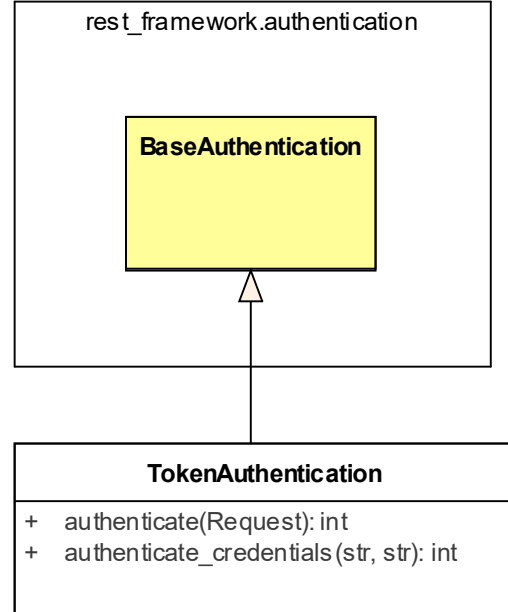 rest_framework.authentication
BaseAuthentication
TokenAuthentication
+ authenticate(Request): int
+ authenticate_credentials(str, str): int